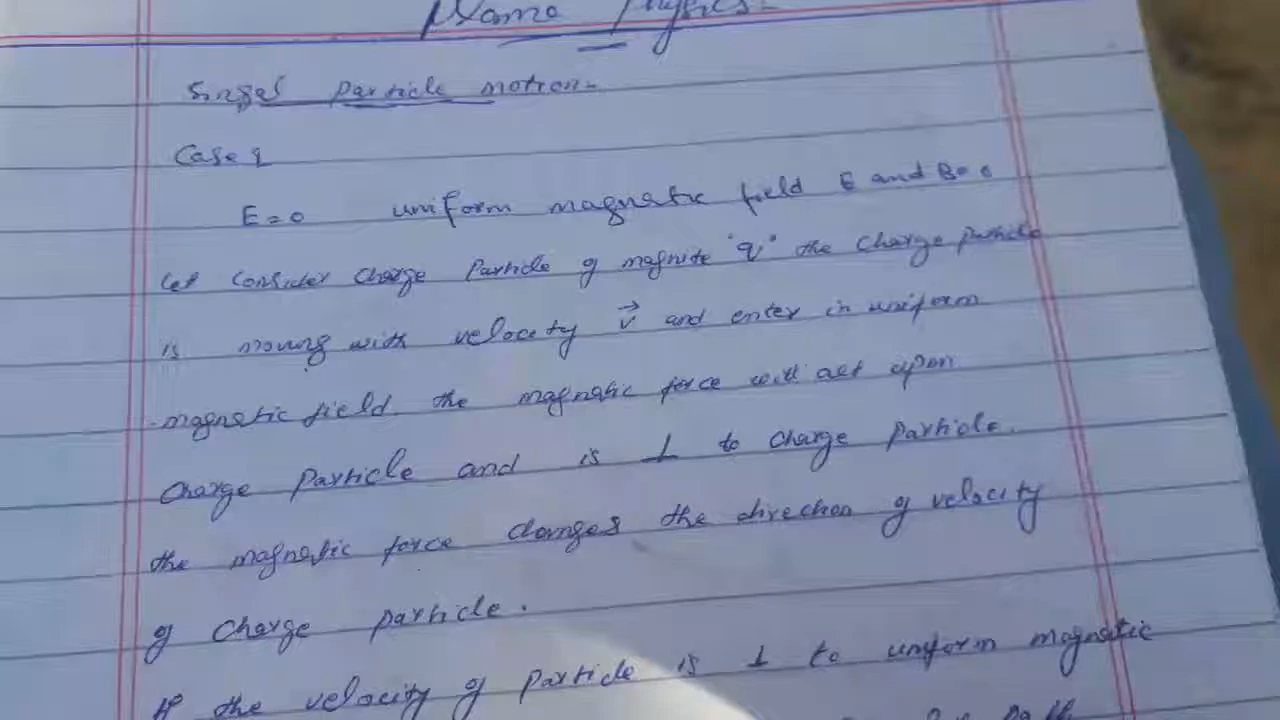 Physics
Singal Particle motion-
Case 1
E=0 uniform magnetic field E and B=0
let consider charge Particle of magnite "q" the charge particle
is moving with velocity v⃗ and enter in uniform
magnetic field. the magnetic force will act upon
charge Particle and is ⊥ to charge particle.
the magnetic force changes the direction of velocity
of charge particle.
If the velocity of particle is ⊥ to uniform magnetic
path